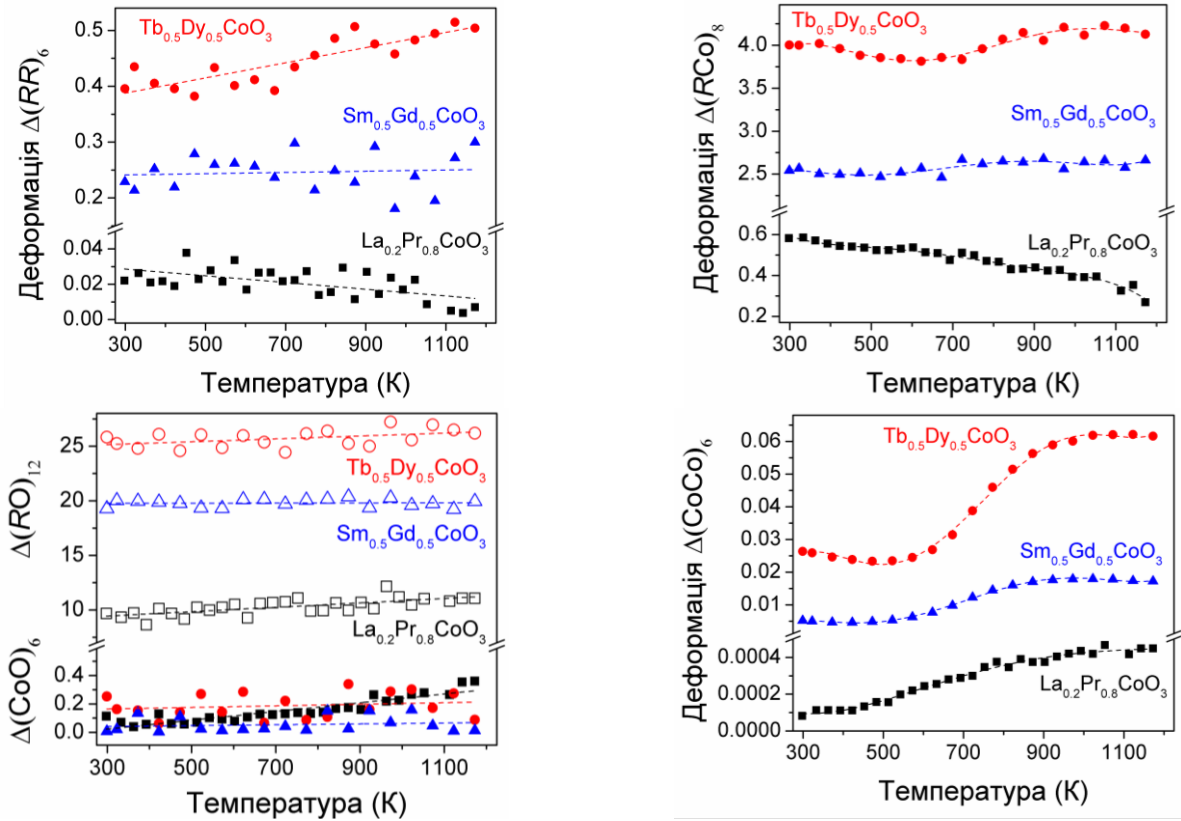 Деформація Δ(RR)₆
0.5
0.4
0.3
0.2
0.04
0.02
0.00
Tb₀.₅Dy₀.₅CoO₃
Sm₀.₅Gd₀.₅CoO₃
La₀.₂Pr₀.₈CoO₃
300 500 700 900 1100
Температура (К)
Деформація Δ(RCo)₈
4.0
3.5
3.0
2.5
0.6
0.4
0.2
Tb₀.₅Dy₀.₅CoO₃
Sm₀.₅Gd₀.₅CoO₃
La₀.₂Pr₀.₈CoO₃
300 500 700 900 1100
Температура (К)
Δ(CoO)₆ Δ(RO)₁₂
25
20
15
10
0.4
0.2
0.0
Tb₀.₅Dy₀.₅CoO₃
Sm₀.₅Gd₀.₅CoO₃
La₀.₂Pr₀.₈CoO₃
300 500 700 900 1100
Температура (К)
Деформація Δ(CoCo)₆
0.06
0.05
0.04
0.03
0.02
0.01
0.0004
0.0002
0.0000
Tb₀.₅Dy₀.₅CoO₃
Sm₀.₅Gd₀.₅CoO₃
La₀.₂Pr₀.₈CoO₃
300 500 700 900 1100
Температура (К)